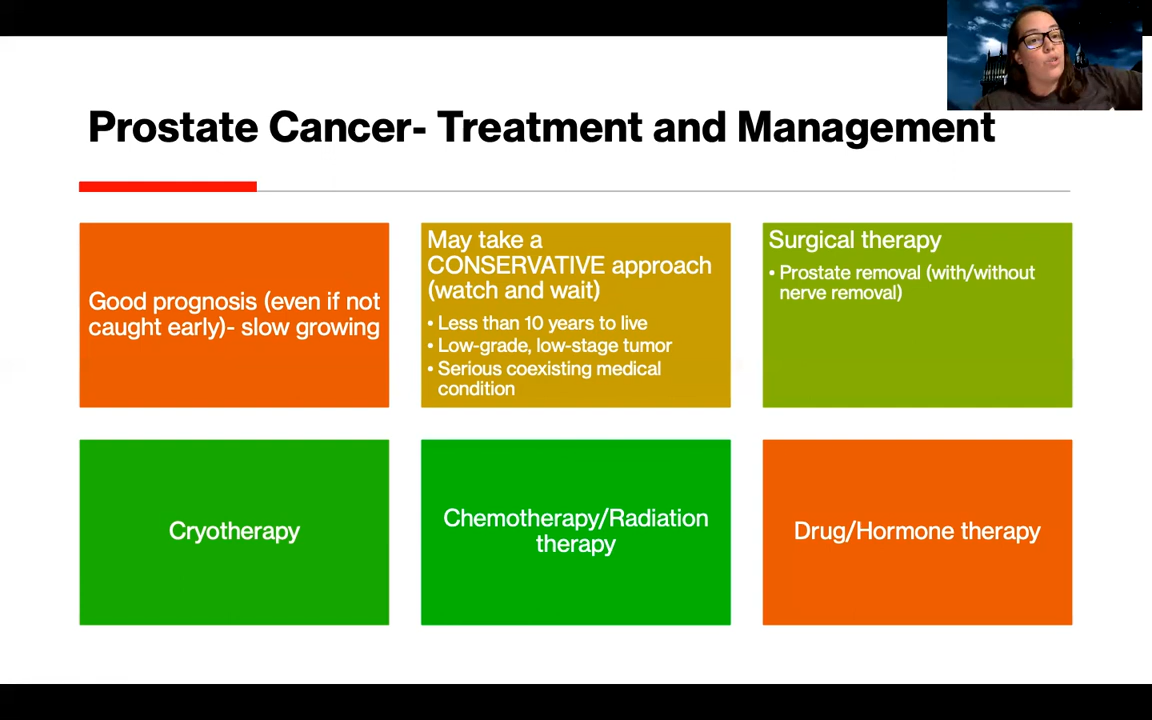 Prostate Cancer- Treatment and Management
Good prognosis (even if not
caught early)- slow growing
May take a
CONSERVATIVE approach
(watch and wait)
• Less than 10 years to live
• Low-grade, low-stage tumor
• Serious coexisting medical
condition
Surgical therapy
• Prostate removal (with/without
nerve removal)
Cryotherapy
Chemotherapy/Radiation
therapy
Drug/Hormone therapy